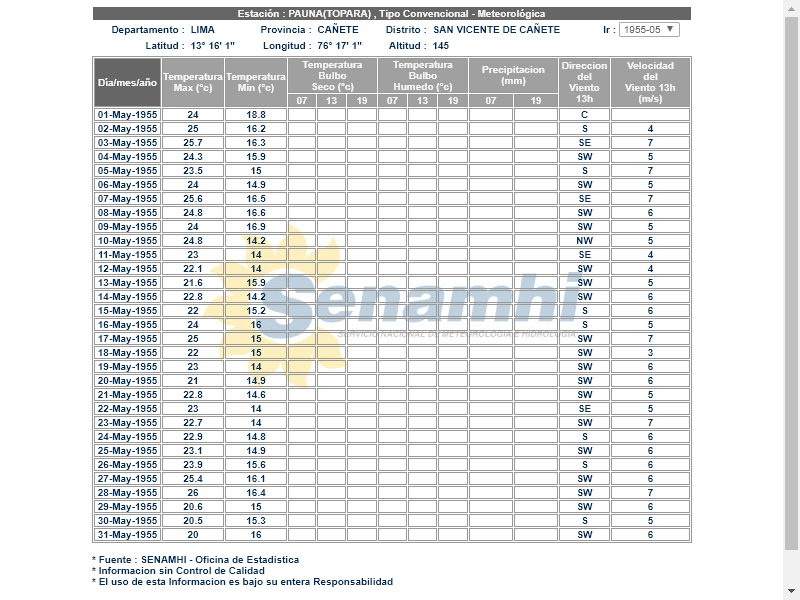 Estación : PAUNA(TOPARA) , Tipo Convencional - Meteorológica
Departamento : LIMA Provincia : CAÑETE Distrito : SAN VICENTE DE CAÑETE Ir : 1955-05
Latitud : 13° 16' 1" Longitud : 76° 17' 1" Altitud : 145
Dia/mes/año Temperatura Max (°c) Temperatura Min (°c) Temperatura Bulbo Seco (°c) Temperatura Bulbo Humedo (°c) Precipitacion (mm) Direccion del Viento 13h Velocidad del Viento 13h (m/s)
07 13 19 07 13 19 07 19
01-May-1955 24 18.8 C
02-May-1955 25 16.2 S 4
03-May-1955 25.7 16.3 SE 7
04-May-1955 24.3 15.9 SW 5
05-May-1955 23.5 15 S 7
06-May-1955 24 14.9 SW 5
07-May-1955 25.6 16.5 SE 7
08-May-1955 24.8 16.6 SW 6
09-May-1955 24 16.9 SW 5
10-May-1955 24.8 14.2 NW 5
11-May-1955 23 14 SE 4
12-May-1955 22.1 14 SW 4
13-May-1955 21.6 15.9 SW 5
14-May-1955 22.8 14.2 SW 6
15-May-1955 22 15.2 S 6
16-May-1955 24 16 S 5
17-May-1955 25 15 SW 7
18-May-1955 22 15 SW 3
19-May-1955 23 14 SW 6
20-May-1955 21 14.9 SW 6
21-May-1955 22.8 14.6 SW 5
22-May-1955 23 14 SE 5
23-May-1955 22.7 14 SW 7
24-May-1955 22.9 14.8 S 6
25-May-1955 23.1 14.9 SW 6
26-May-1955 23.9 15.6 S 6
27-May-1955 25.4 16.1 SW 6
28-May-1955 26 16.4 SW 7
29-May-1955 20.6 15 SW 6
30-May-1955 20.5 15.3 S 5
31-May-1955 20 16 SW 6
Senamhi
SERVICIO NACIONAL DE METEOROLOGIA E HIDROLOGIA
* Fuente : SENAMHI - Oficina de Estadistica
* Informacion sin Control de Calidad
* El uso de esta Informacion es bajo su entera Responsabilidad